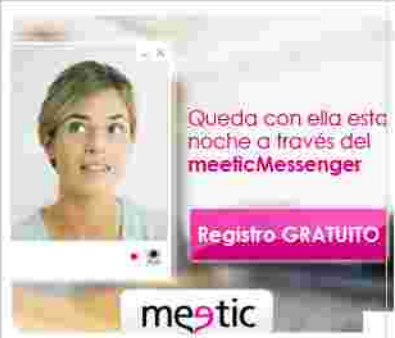 Queda con ella esta
noche a través del
meeticMessenger
Registro GRATUITO
meetic